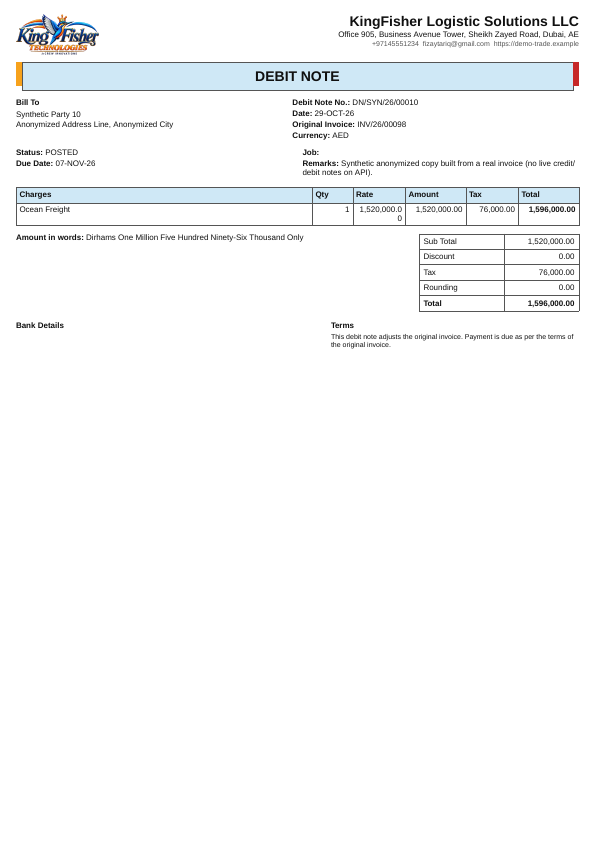 King Fisher
TECHNOLOGIES
KingFisher Logistic Solutions LLC
Office 905, Business Avenue Tower, Sheikh Zayed Road, Dubai, AE
+97145551234 fizaytariq@gmail.com https://demo-trade.example
DEBIT NOTE
Bill To
Synthetic Party 10
Anonymized Address Line, Anonymized City
Debit Note No.: DN/SYN/26/00010
Date: 29-OCT-26
Original Invoice: INV/26/00098
Currency: AED
Status: POSTED
Due Date: 07-NOV-26
Job:
Remarks: Synthetic anonymized copy built from a real invoice (no live credit/
debit notes on API).
Charges Qty Rate Amount Tax Total
Ocean Freight 1 1,520,000.0 1,520,000.00 76,000.00 1,596,000.00
0
Amount in words: Dirhams One Million Five Hundred Ninety-Six Thousand Only
Sub Total 1,520,000.00
Discount 0.00
Tax 76,000.00
Rounding 0.00
Total 1,596,000.00
Bank Details
Terms
This debit note adjusts the original invoice. Payment is due as per the terms of
the original invoice.